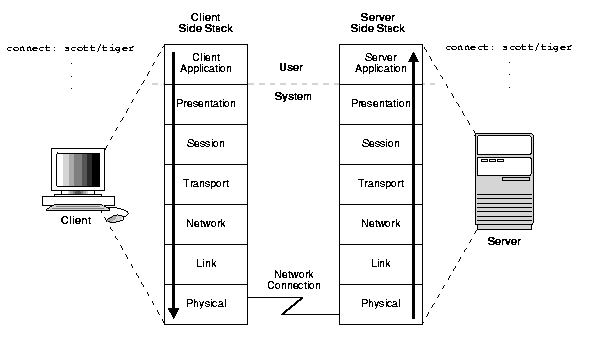 Client
Side Stack
Server
Side Stack
connect: scott/tiger
connect: scott/tiger
Client
Application
User
Server
Application
System
Presentation
Presentation
Session
Session
Transport
Transport
Client
Network
Network
Server
Link
Network
Connection
Link
Physical
Physical